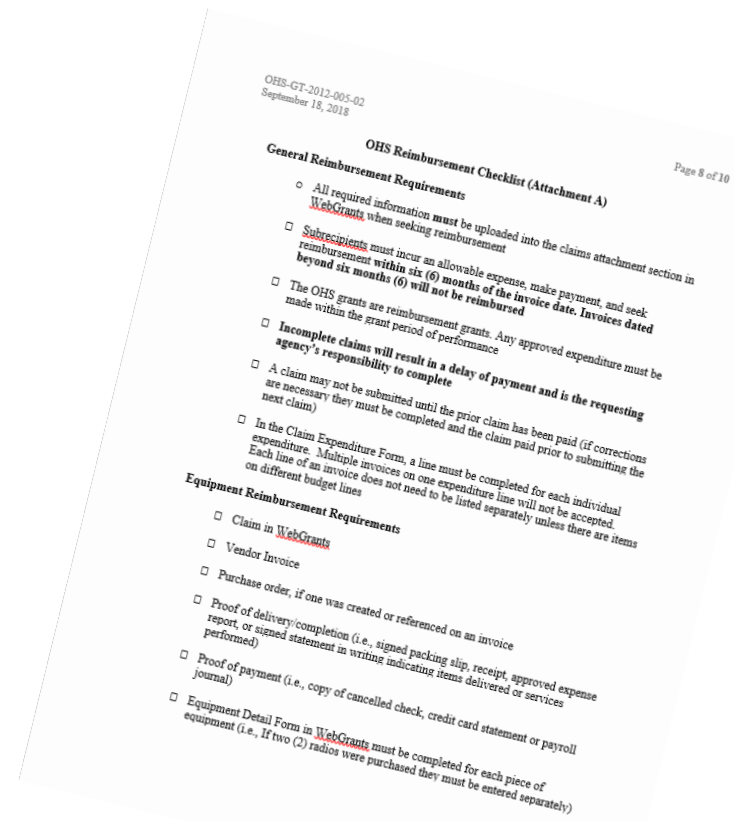 OHS-GT-2012-005-02
September 18, 2018
Page 8 of 10
OHS Reimbursement Checklist (Attachment A)
General Reimbursement Requirements
All required information must be uploaded into the claims attachment section in
WebGrants when seeking reimbursement
Subrecipients must incur an allowable expense, make payment, and seek
reimbursement within six (6) months of the invoice date. Invoices dated
beyond six months (6) will not be reimbursed
The OHS grants are reimbursement grants. Any approved expenditure must be
made within the grant period of performance
Incomplete claims will result in a delay of payment and is the requesting
agency's responsibility to complete
A claim may not be submitted until the prior claim has been paid (if corrections
are necessary they must be completed and the claim paid prior to submitting the
next claim)
In the Claim Expenditure Form, a line must be completed for each individual
expenditure. Multiple invoices on one expenditure line will not be accepted.
Each line of an invoice does not need to be listed separately unless there are items
on different budget lines
Equipment Reimbursement Requirements
Claim in WebGrants
Vendor Invoice
Purchase order, if one was created or referenced on an invoice
Proof of delivery/completion (i.e., signed packing slip, receipt, approved expense
report, or signed statement in writing indicating items delivered or services
performed)
Proof of payment (i.e., copy of cancelled check, credit card statement or payroll
journal)
Equipment Detail Form in WebGrants must be completed for each piece of
equipment (i.e., If two (2) radios were purchased they must be entered separately)